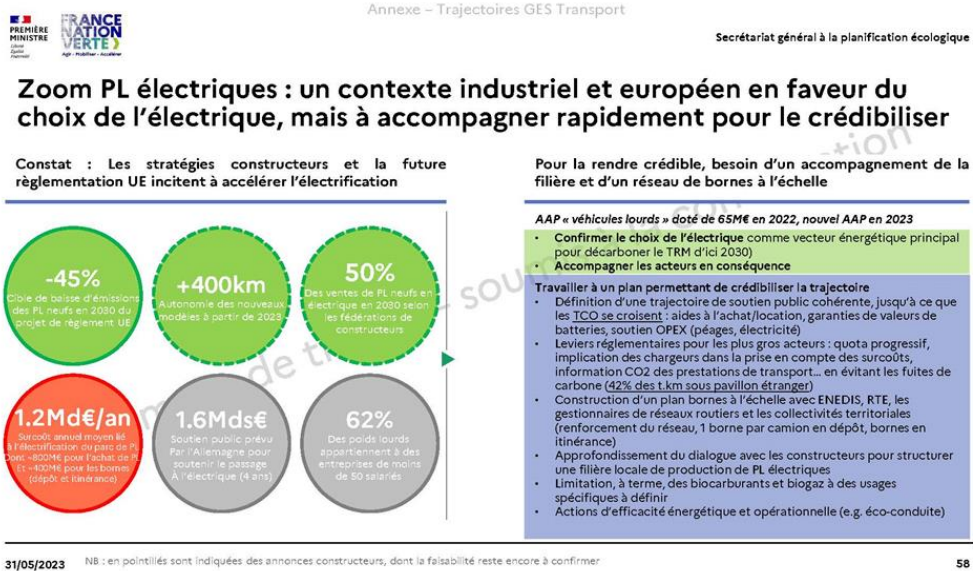 Annexe – Trajectoires GES Transport
PREMIÈRE
MINISTRE
Liberté
Égalité
Fraternité
FRANCE
NATION
VERTE
Agir • Mobiliser • Accélérer
Secrétariat général à la planification écologique
Zoom PL électriques : un contexte industriel et européen en faveur du
choix de l'électrique, mais à accompagner rapidement pour le crédibiliser
Constat : Les stratégies constructeurs et la future
règlementation UE incitent à accélérer l'électrification
-45%
Cible de baisse d'émissions
des PL neufs en 2030 du
projet de règlement UE
+400km
Autonomie des nouveaux
modèles à partir de 2023
50%
Des ventes de PL neufs en
électrique en 2030 selon
les fédérations de
constructeurs
1.2Md€/an
Surcoût annuel moyen lié
à l'électrification du parc de PL
Dont ~800M€ pour l'achat de PL
Et ~400M€ pour les bornes
(dépôt et itinérance)
1.6Mds€
Soutien public prévu
Par l'Allemagne pour
soutenir le passage
À l'électrique (4 ans)
62%
Des poids lourds
appartiennent à des
entreprises de moins
de 50 salariés
Pour la rendre crédible, besoin d'un accompagnement de la
filière et d'un réseau de bornes à l'échelle
AAP « véhicules lourds » doté de 65M€ en 2022, nouvel AAP en 2023
• Confirmer le choix de l'électrique comme vecteur énergétique principal
pour décarboner le TRM d'ici 2030)
• Accompagner les acteurs en conséquence
Travailler à un plan permettant de crédibiliser la trajectoire
• Définition d'une trajectoire de soutien public cohérente, jusqu'à ce que
les TCO se croisent : aides à l'achat/location, garanties de valeurs de
batteries, soutien OPEX (péages, électricité)
• Leviers réglementaires pour les plus gros acteurs : quota progressif,
implication des chargeurs dans la prise en compte des surcoûts,
information CO2 des prestations de transport... en évitant les fuites de
carbone (42% des t.km sous pavillon étranger)
• Construction d'un plan bornes à l'échelle avec ENEDIS, RTE, les
gestionnaires de réseaux routiers et les collectivités territoriales
(renforcement du réseau, 1 borne par camion en dépôt, bornes en
itinérance)
• Approfondissement du dialogue avec les constructeurs pour structurer
une filière locale de production de PL électriques
• Limitation, à terme, des biocarburants et biogaz à des usages
spécifiques à définir
• Actions d'efficacité énergétique et opérationnelle (e.g. éco-conduite)
31/05/2023
NB : en pointillés sont indiquées des annonces constructeurs, dont la faisabilité reste encore à confirmer
58